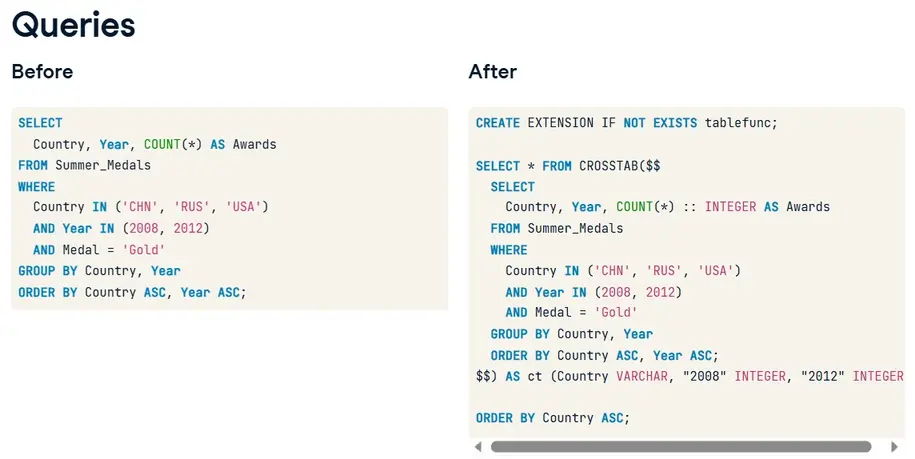 Queries
Before
SELECT
Country, Year, COUNT(*) AS Awards
FROM Summer_Medals
WHERE
Country IN ('CHN', 'RUS', 'USA')
AND Year IN (2008, 2012)
AND Medal = 'Gold'
GROUP BY Country, Year
ORDER BY Country ASC, Year ASC;
After
CREATE EXTENSION IF NOT EXISTS tablefunc;
SELECT * FROM CROSSTAB($$
SELECT
Country, Year, COUNT(*) :: INTEGER AS Awards
FROM Summer_Medals
WHERE
Country IN ('CHN', 'RUS', 'USA')
AND Year IN (2008, 2012)
AND Medal = 'Gold'
GROUP BY Country, Year
ORDER BY Country ASC, Year ASC;
$$) AS ct (Country VARCHAR, "2008" INTEGER, "2012" INTEGER
ORDER BY Country ASC;